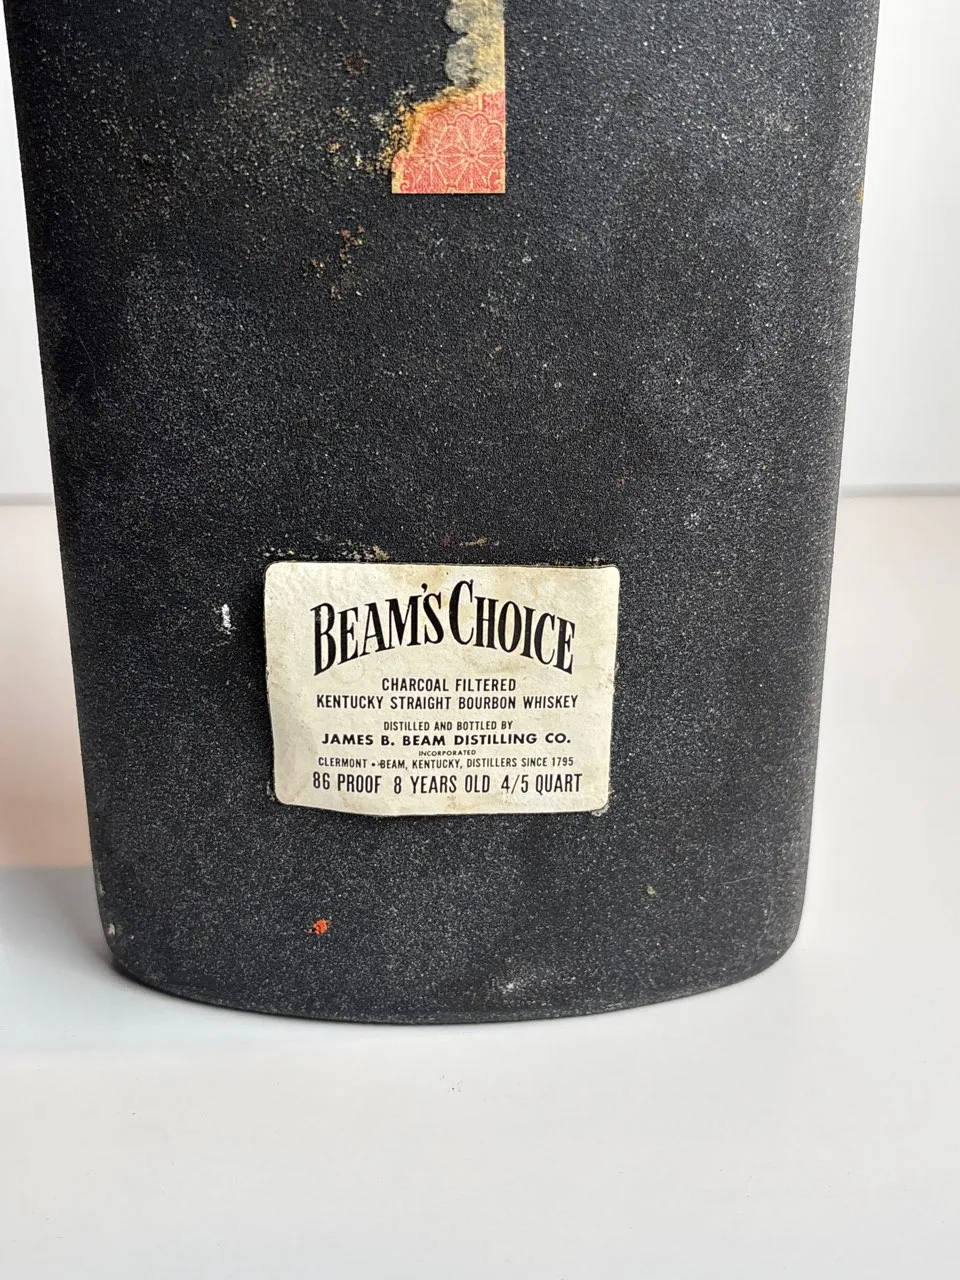 BEAM'S CHOICE
CHARCOAL FILTERED
KENTUCKY STRAIGHT BOURBON WHISKEY
DISTILLED AND BOTTLED BY
JAMES B. BEAM DISTILLING CO.
INCORPORATED
CLERMONT • BEAM, KENTUCKY, DISTILLERS SINCE 1795
86 PROOF 8 YEARS OLD 4/5 QUART